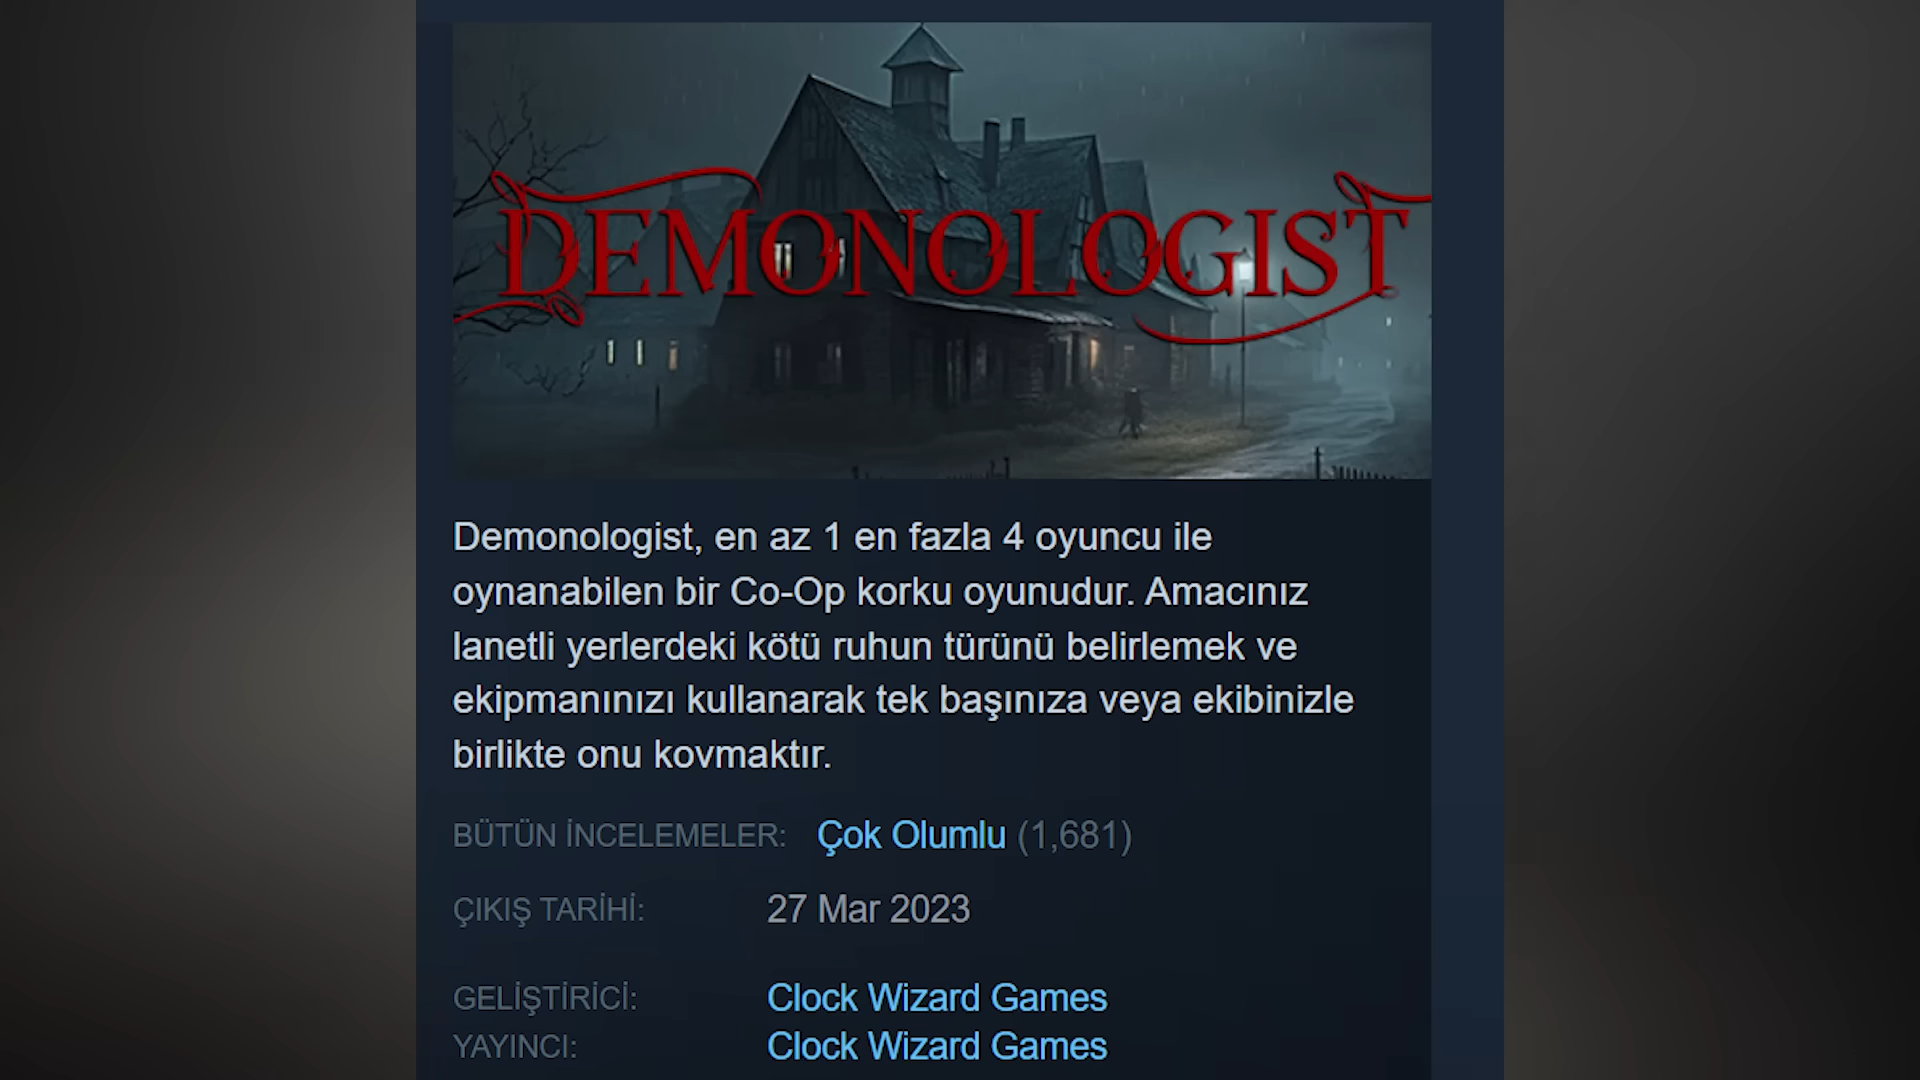 DEMONOLOGIST
Demonologist, en az 1 en fazla 4 oyuncu ile
oynanabilen bir Co-Op korku oyunudur. Amacınız
lanetli yerlerdeki kötü ruhun türünü belirlemek ve
ekipmanınızı kullanarak tek başınıza veya ekibinizle
birlikte onu kovmaktır.
BÜTÜN İNCELEMELER: Çok Olumlu (1,681)
ÇIKIŞ TARİHİ: 27 Mar 2023
GELİŞTİRİCİ: Clock Wizard Games
YAYINCI: Clock Wizard Games